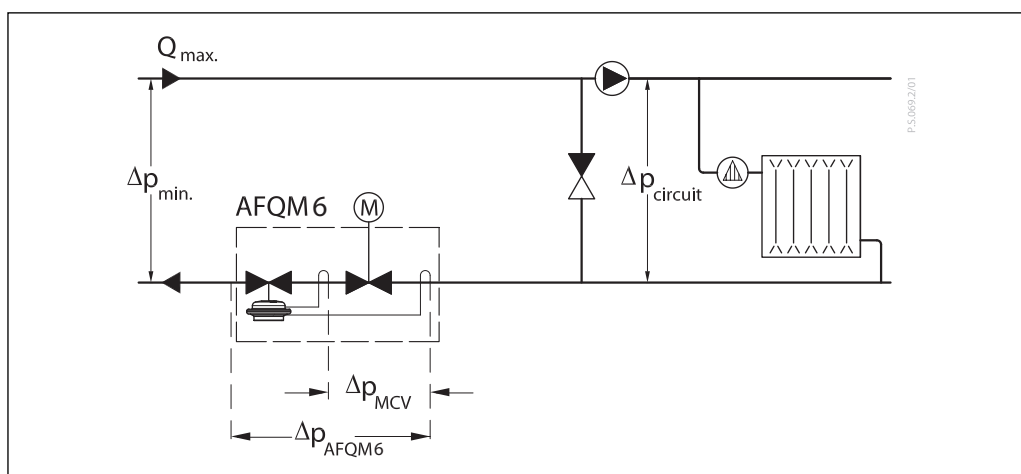 Q max.
P.S.069.2/01
Δp min.
Δp circuit
AFQM 6
M
Δp MCV
Δp AFQM6